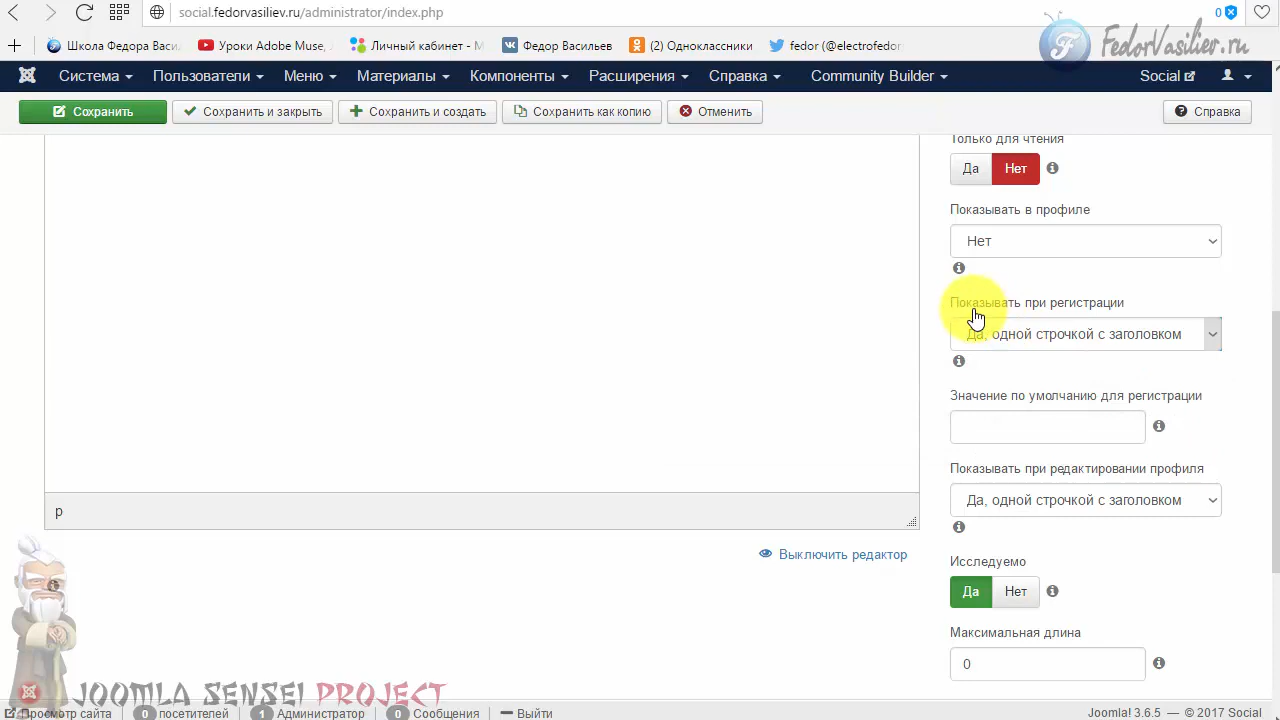 social.fedorvasiliev.ru/administrator/index.php
0
Школа Федора Васи.
Уроки Adobe Muse,
Личный кабинет - М
Федор Васильев
(2) Одноклассники
fedor (@electrofedor
FedorVasiliev.ru
Система
Пользователи
Меню
Материалы
Компоненты
Расширения
Справка
Community Builder
Social
Сохранить
Сохранить и закрыть
Сохранить и создать
Сохранить как копию
Отменить
Справка
Только для чтения
Да
Нет
Показывать в профиле
Нет
Показывать при регистрации
Да, одной строчкой с заголовком
Значение по умолчанию для регистрации
Показывать при редактировании профиля
Да, одной строчкой с заголовком
p
Выключить редактор
Исследуемо
Да
Нет
Максимальная длина
0
JOOMLA SENSEI PROJECT
Просмотр сайта
0 посетителей
1 Администратор
0 Сообщения
Выйти
Joomla! 3.6.5 — © 2017 Social